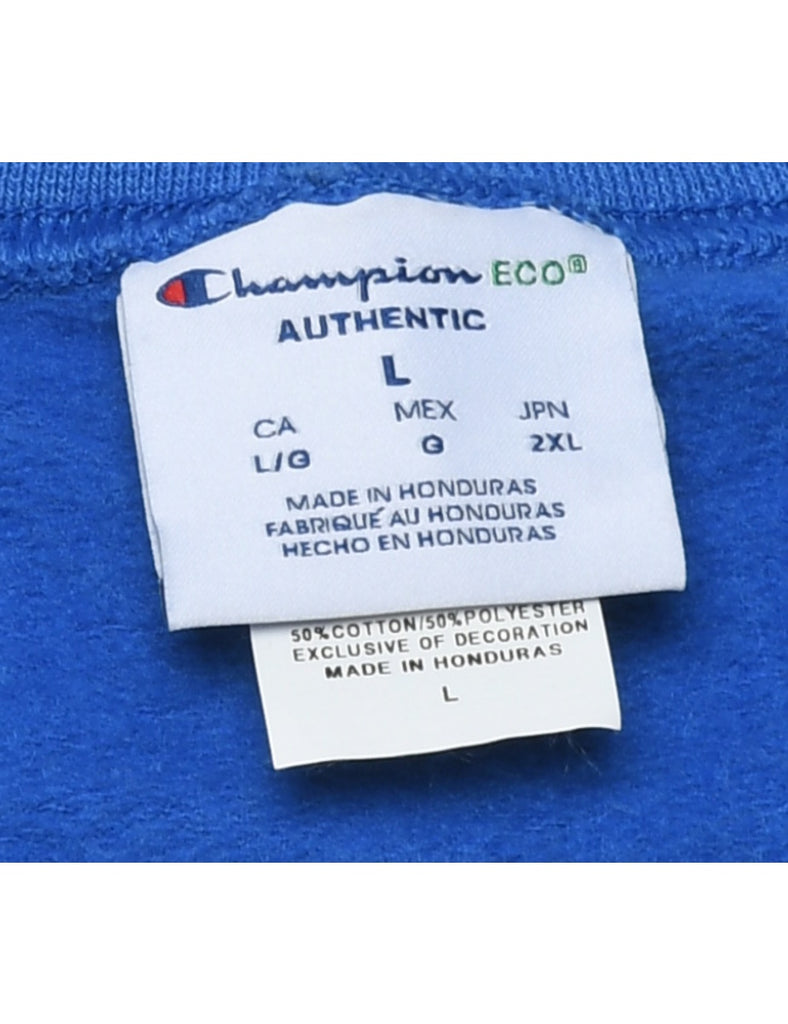 Champion ECO®
AUTHENTIC
L
CA MEX JPN
L/G G 2XL
MADE IN HONDURAS
FABRIQUÉ AU HONDURAS
HECHO EN HONDURAS
50%COTTON/50%POLYESTER
EXCLUSIVE OF DECORATION
MADE IN HONDURAS
L